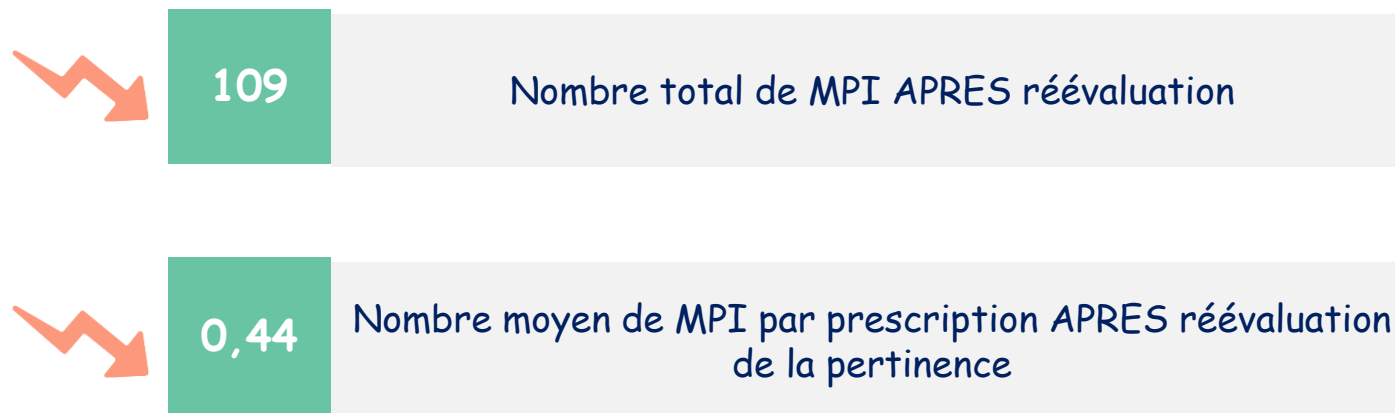 109
Nombre total de MPI APRES réévaluation
0,44
Nombre moyen de MPI par prescription APRES réévaluation
de la pertinence